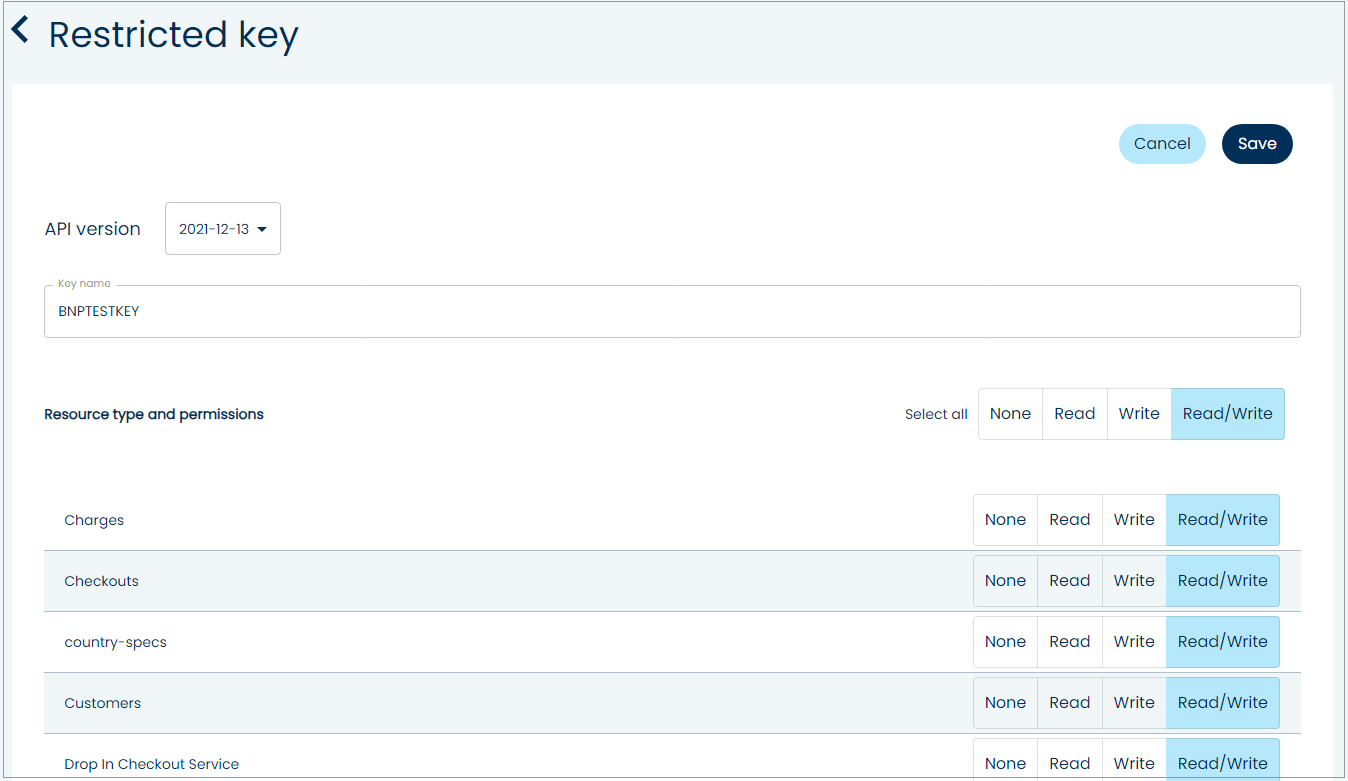 Restricted key
Cancel Save
API version 2021-12-13
Key name
BNPTESTKEY
Resource type and permissions Select all None Read Write Read/Write
Charges None Read Write Read/Write
Checkouts None Read Write Read/Write
country-specs None Read Write Read/Write
Customers None Read Write Read/Write
Drop In Checkout Service None Read Write Read/Write